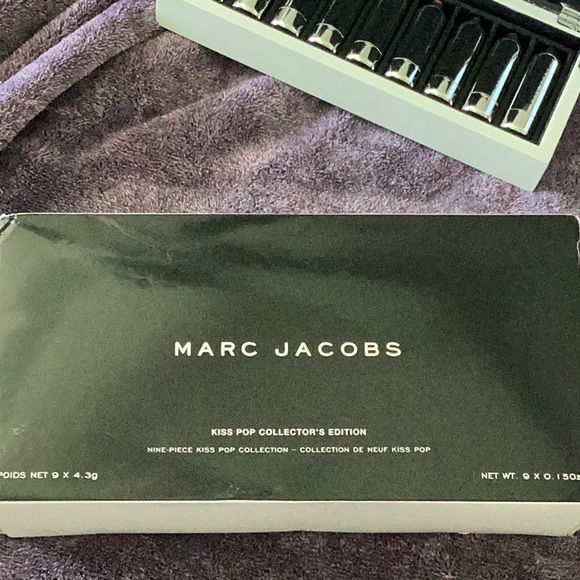 MARC JACOBS
KISS POP COLLECTOR'S EDITION
NINE-PIECE KISS POP COLLECTION – COLLECTION DE NEUF KISS POP
POIDS NET 9 X 4.3g
NET WT. 9 X 0.150z